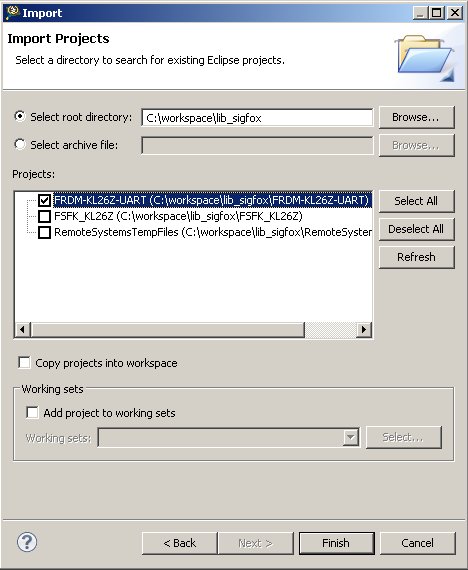 Import
Import Projects
Select a directory to search for existing Eclipse projects.
Select root directory: C:\workspace\lib_sigfox Browse...
Select archive file: Browse...
Projects:
FRDM-KL26Z-UART (C:\workspace\lib_sigfox\FRDM-KL26Z-UART) Select All
FSFK_KL26Z (C:\workspace\lib_sigfox\FSFK_KL26Z)
Deselect All
RemoteSystemsTempFiles (C:\workspace\lib_sigfox\RemoteSyster
Refresh
Copy projects into workspace
Working sets
Add project to working sets
Working sets: Select...
? < Back Next > Finish Cancel